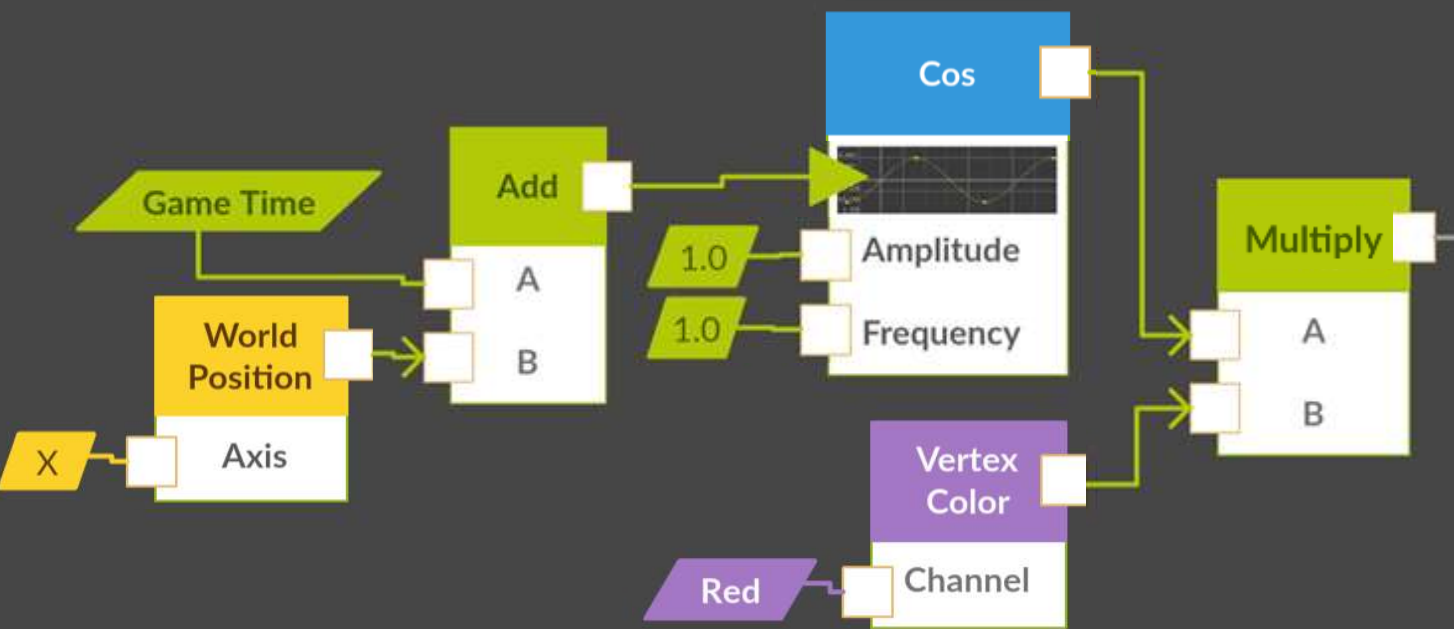 Cos
Game Time
Add
A
B
World
Position
X
Axis
1.0
Amplitude
1.0
Frequency
Multiply
A
B
Vertex
Color
Red
Channel